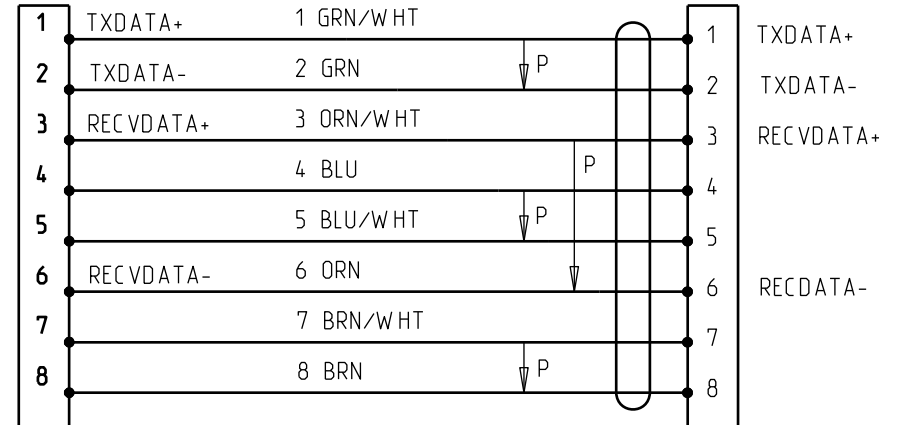 1 TXDATA+ 1 GRN/WHT 1 TXDATA+
P
2 TXDATA- 2 GRN 2 TXDATA-
3 RECVDATA+ 3 ORN/WHT 3 RECVDATA+
P
4 4 BLU 4
P
5 5 BLU/WHT 5
6 RECVDATA- 6 ORN 6 RECDATA-
7 7 BRN/WHT 7
P
8 8 BRN 8